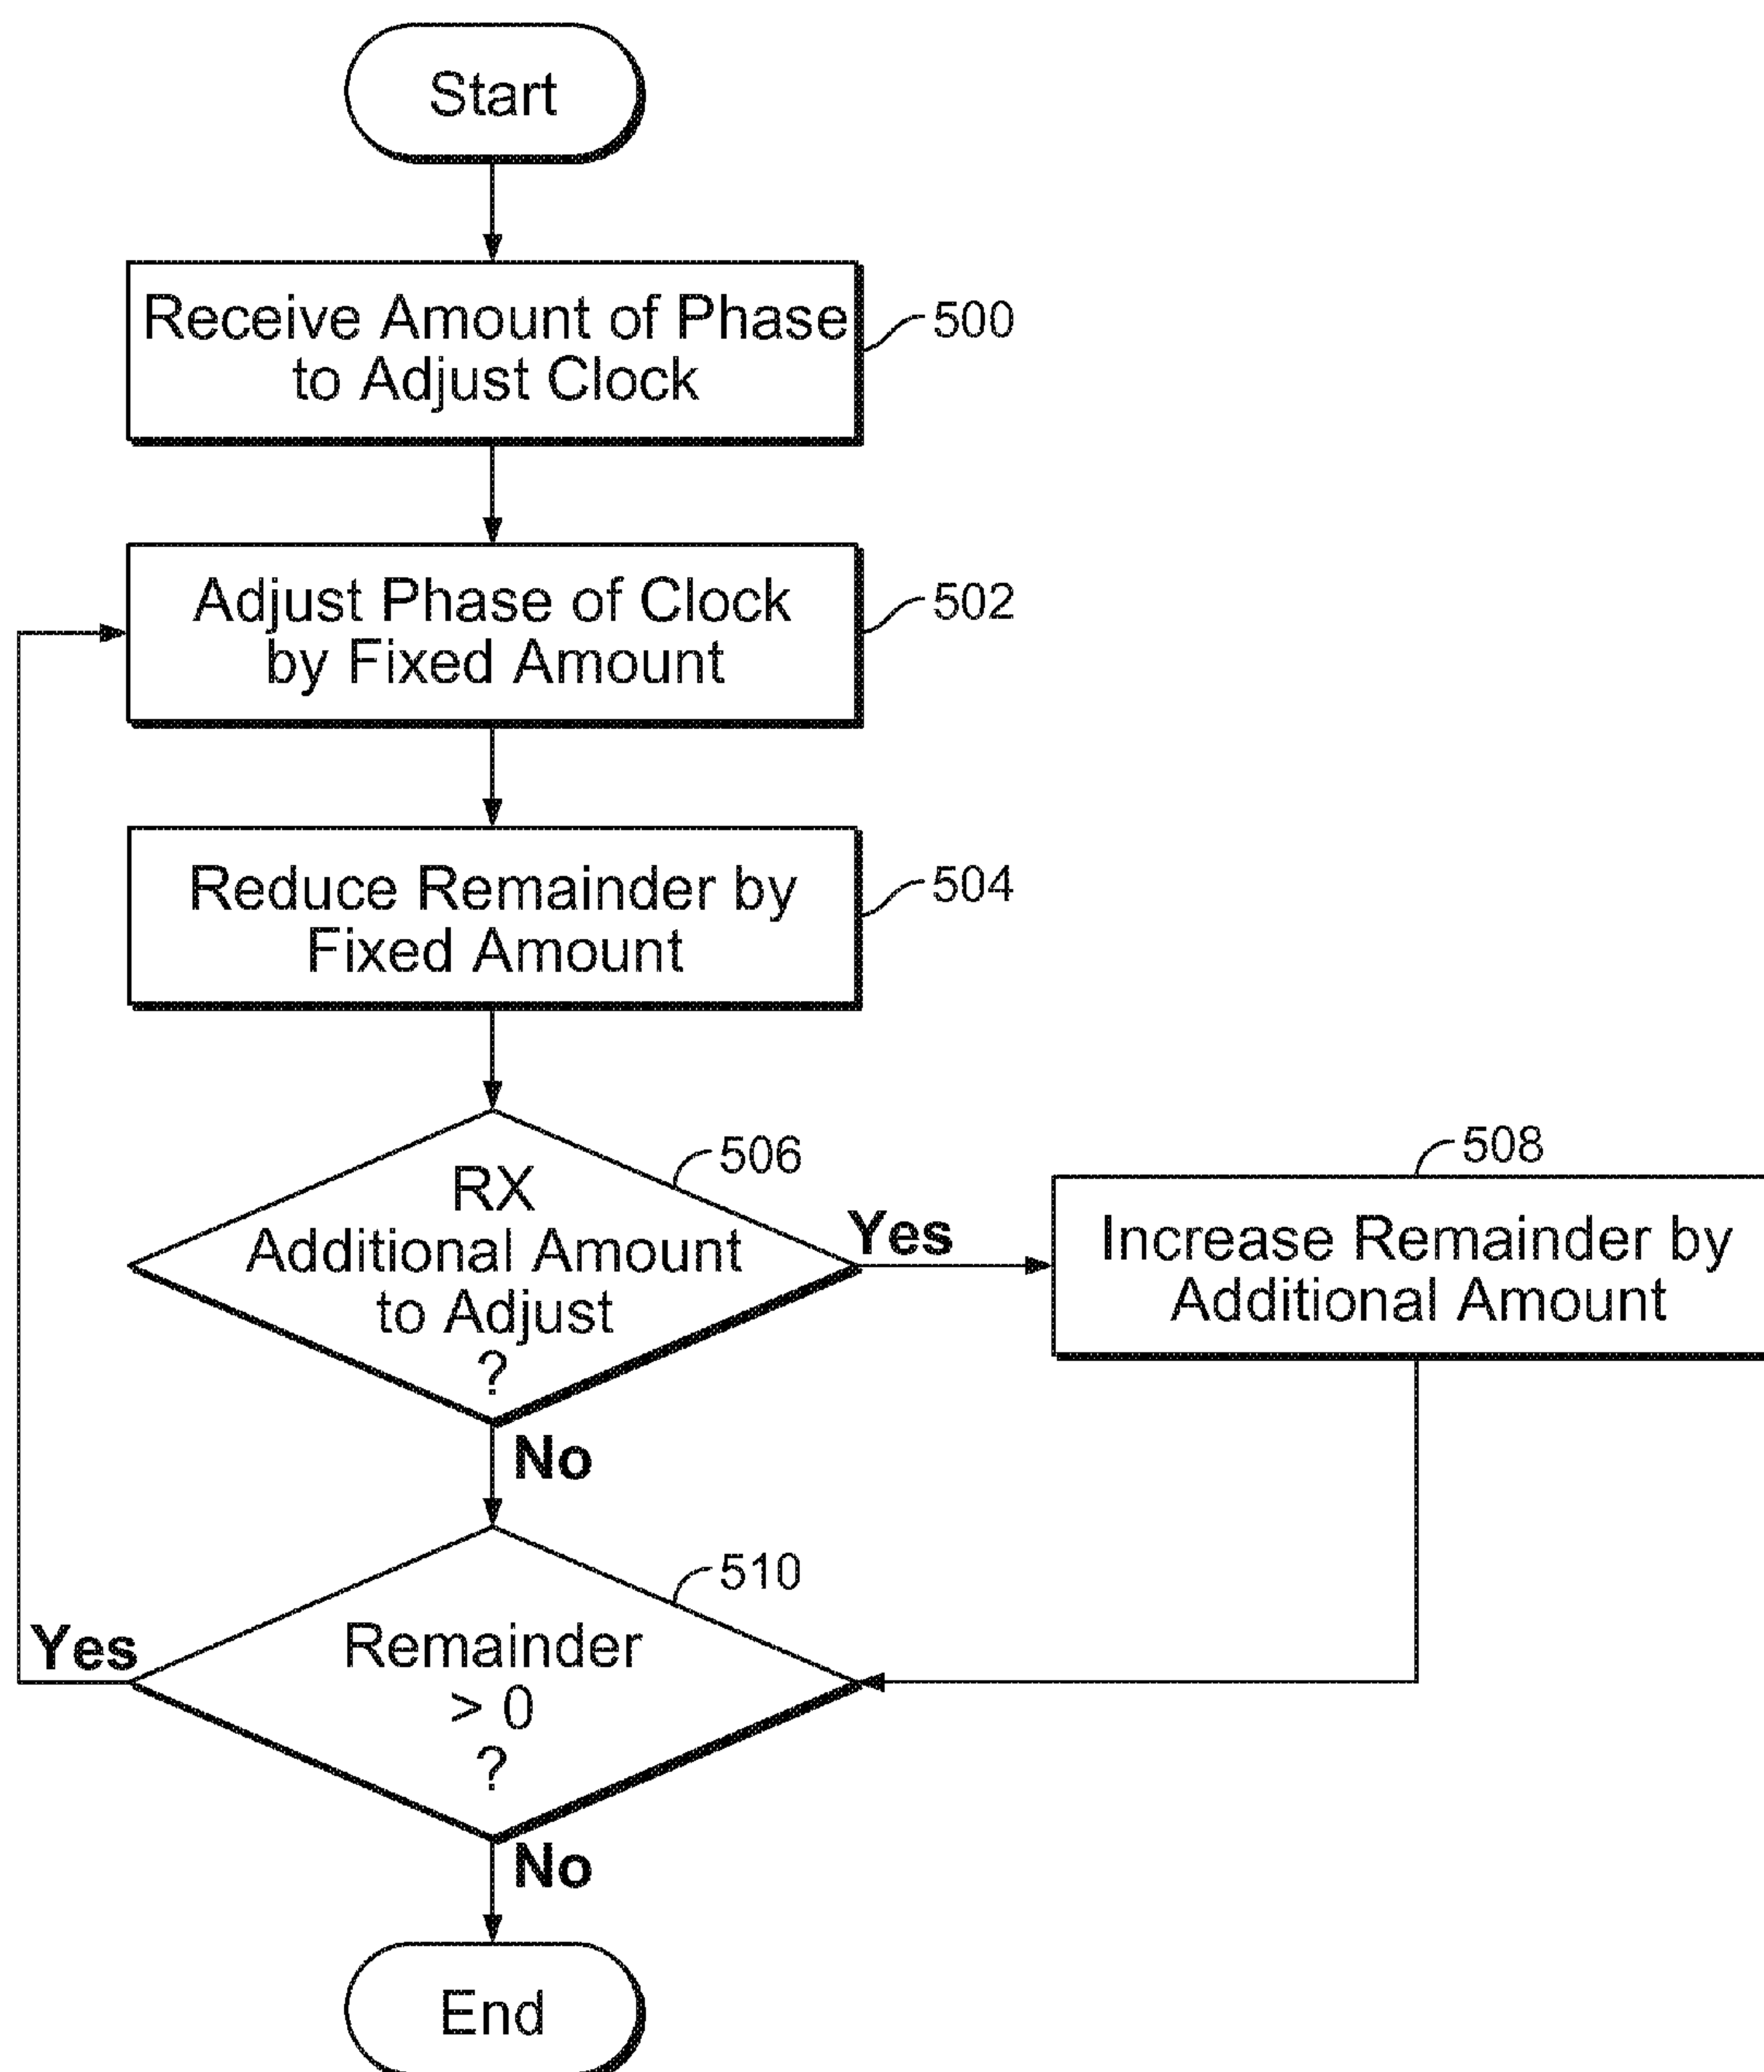 Start
Receive Amount of Phase
to Adjust Clock
500
Adjust Phase of Clock
by Fixed Amount
502
Reduce Remainder by
Fixed Amount
504
RX
Additional Amount
to Adjust
?
506
Yes
508
Increase Remainder by
Additional Amount
No
510
Remainder
> 0
?
Yes
No
End